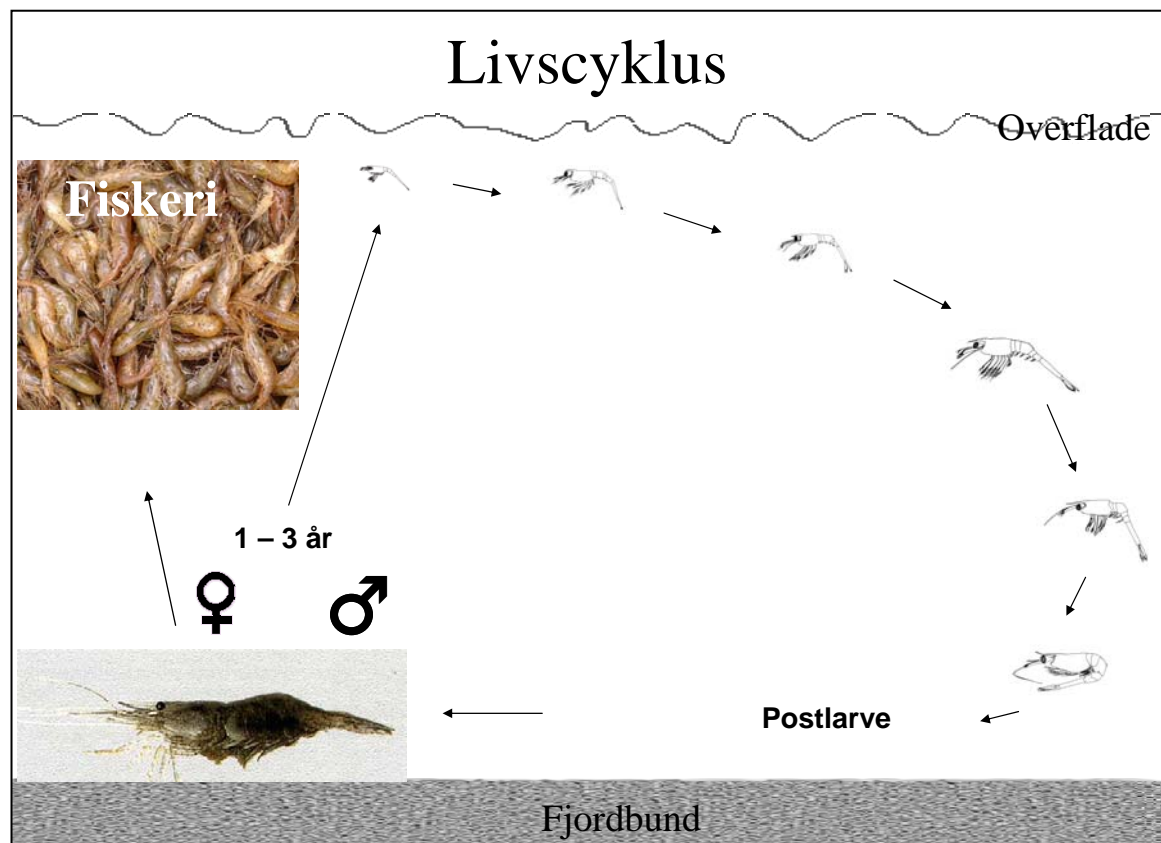 Livscyklus
Overflade
Fiskeri
1 – 3 år
Postlarve
Fjordbund